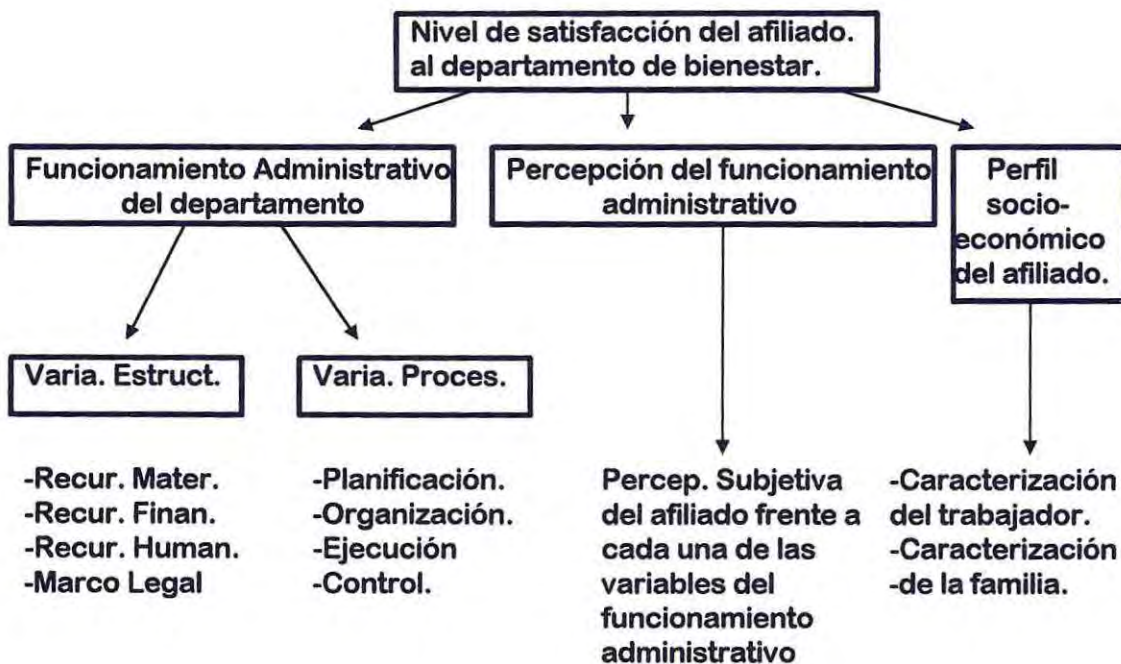 Nivel de satisfacción del afiliado.
al departamento de bienestar.
Funcionamiento Administrativo
del departamento
Percepción del funcionamiento
administrativo
Perfil
socio-
económico
del afiliado.
Varia. Estruct.
Varia. Proces.
-Recur. Mater.
-Recur. Finan.
-Recur. Human.
-Marco Legal
-Planificación.
-Organización.
-Ejecución
-Control.
Percep. Subjetiva
del afiliado frente a
cada una de las
variables del
funcionamiento
administrativo
-Caracterización
del trabajador.
-Caracterización
-de la familia.